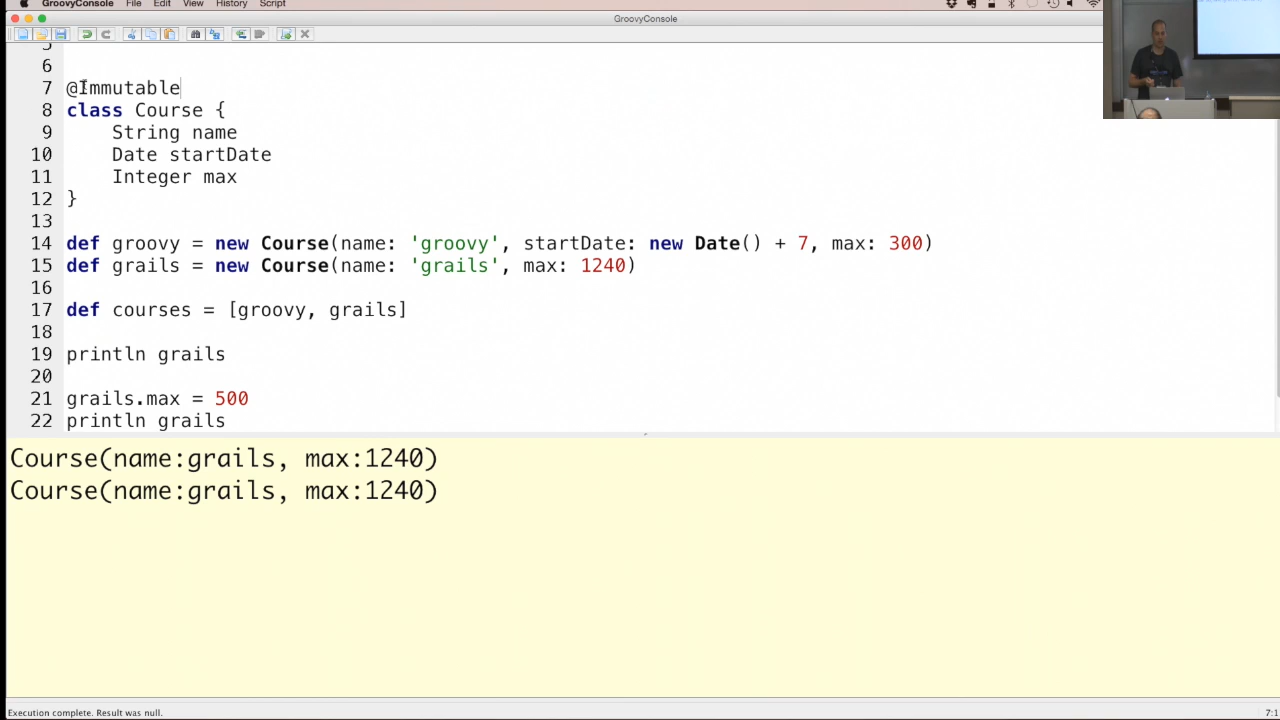 GroovyConsole File Edit View History Script
GroovyConsole
5
6
7 @Immutable
8 class Course {
9 String name
10 Date startDate
11 Integer max
12 }
13
14 def groovy = new Course(name: 'groovy', startDate: new Date() + 7, max: 300)
15 def grails = new Course(name: 'grails', max: 1240)
16
17 def courses = [groovy, grails]
18
19 println grails
20
21 grails.max = 500
22 println grails
Course(name:grails, max:1240)
Course(name:grails, max:1240)
Execution complete. Result was null.
7:1